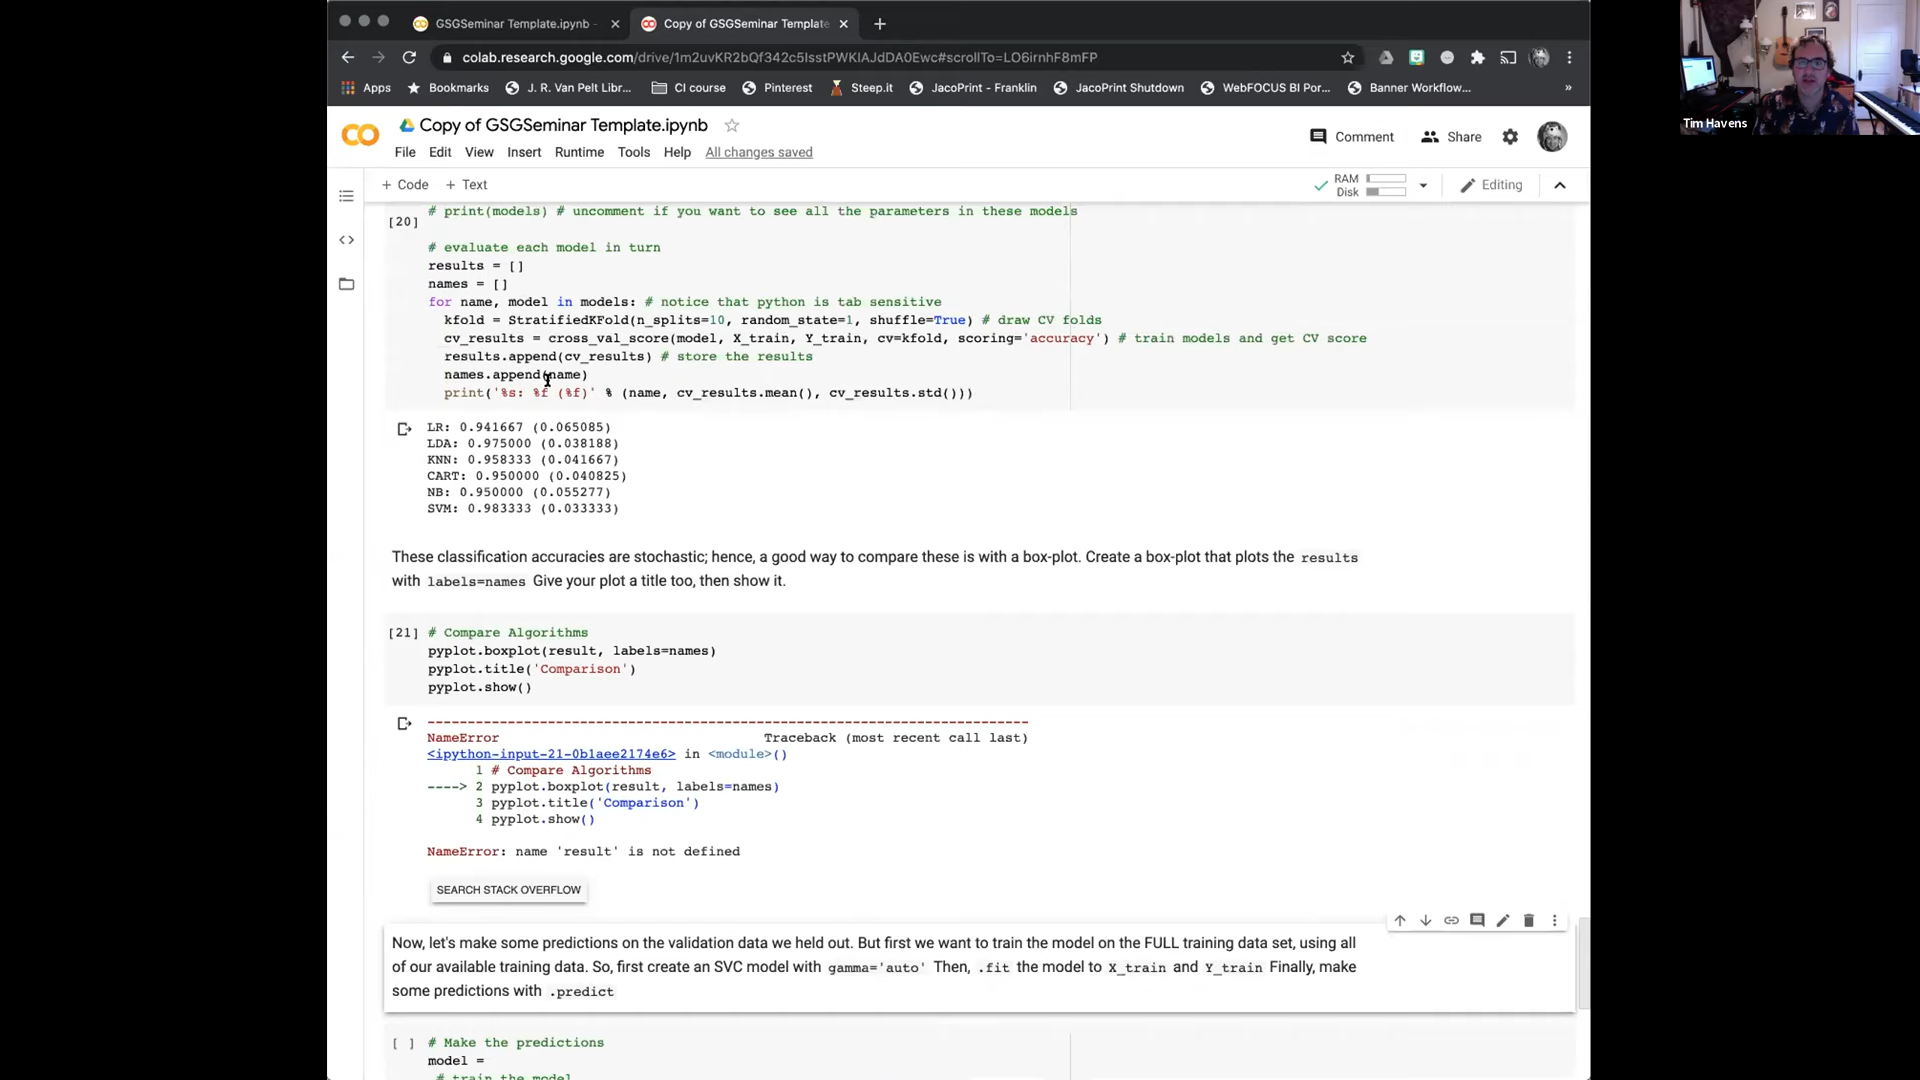 GSGSeminar Template.ipynb -
Copy of GSGSeminar Template
colab.research.google.com/drive/1m2uvKR2bQf342c5IsstPWKlAJdDA0Ewc#scrollTo=LO6irnhF8mFP
Apps Bookmarks J. R. Van Pelt Libr... CI course Pinterest Steep.it JacoPrint - Franklin JacoPrint Shutdown WebFOCUS BI Por... Banner Workflow... »
Tim Havens
CO Copy of GSGSeminar Template.ipynb
Comment Share
File Edit View Insert Runtime Tools Help All changes saved
+ Code + Text
RAM
Disk
Editing
# print(models) # uncomment if you want to see all the parameters in these models
[20]
# evaluate each model in turn
results = []
names = []
for name, model in models: # notice that python is tab sensitive
kfold = StratifiedKFold(n_splits=10, random_state=1, shuffle=True) # draw CV folds
cv_results = cross_val_score(model, X_train, Y_train, cv=kfold, scoring='accuracy') # train models and get CV score
results.append(cv_results) # store the results
names.append(name)
print('%s: %f (%f)' % (name, cv_results.mean(), cv_results.std()))
LR: 0.941667 (0.065085)
LDA: 0.975000 (0.038188)
KNN: 0.958333 (0.041667)
CART: 0.950000 (0.040825)
NB: 0.950000 (0.055277)
SVM: 0.983333 (0.033333)
These classification accuracies are stochastic; hence, a good way to compare these is with a box-plot. Create a box-plot that plots the results
with labels=names Give your plot a title too, then show it.
[21] # Compare Algorithms
pyplot.boxplot(result, labels=names)
pyplot.title('Comparison')
pyplot.show()
---------------------------------------------------------------------------
NameError Traceback (most recent call last)
<ipython-input-21-0b1aee2174e6> in <module>()
1 # Compare Algorithms
----> 2 pyplot.boxplot(result, labels=names)
3 pyplot.title('Comparison')
4 pyplot.show()
NameError: name 'result' is not defined
SEARCH STACK OVERFLOW
Now, let's make some predictions on the validation data we held out. But first we want to train the model on the FULL training data set, using all
of our available training data. So, first create an SVC model with gamma='auto' Then, .fit the model to X_train and Y_train Finally, make
some predictions with .predict
[ ] # Make the predictions
model =
# train the model